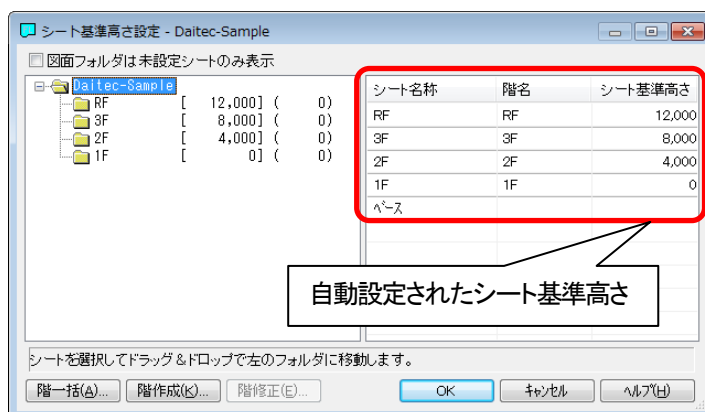 シート基準高さ設定 - Daitec-Sample
図面フォルダは未設定シートのみ表示
Daitec-Sample
RF [ 12,000] ( 0)
3F [ 8,000] ( 0)
2F [ 4,000] ( 0)
1F [ 0] ( 0)
シート名称 階名 シート基準高さ
RF RF 12,000
3F 3F 8,000
2F 2F 4,000
1F 1F 0
ﾍﾞｰｽ
自動設定されたシート基準高さ
シートを選択してドラッグ&ドロップで左のフォルダに移動します。
階一括(A)... 階作成(K)... 階修正(E)... OK ｷｬﾝｾﾙ ﾍﾙﾌﾟ(H)